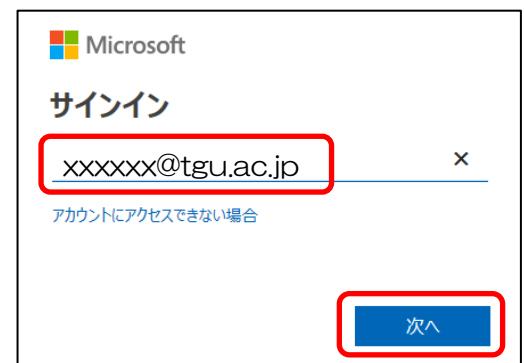 Microsoft
サインイン
xxxxxx@tgu.ac.jp ×
アカウントにアクセスできない場合
次へ